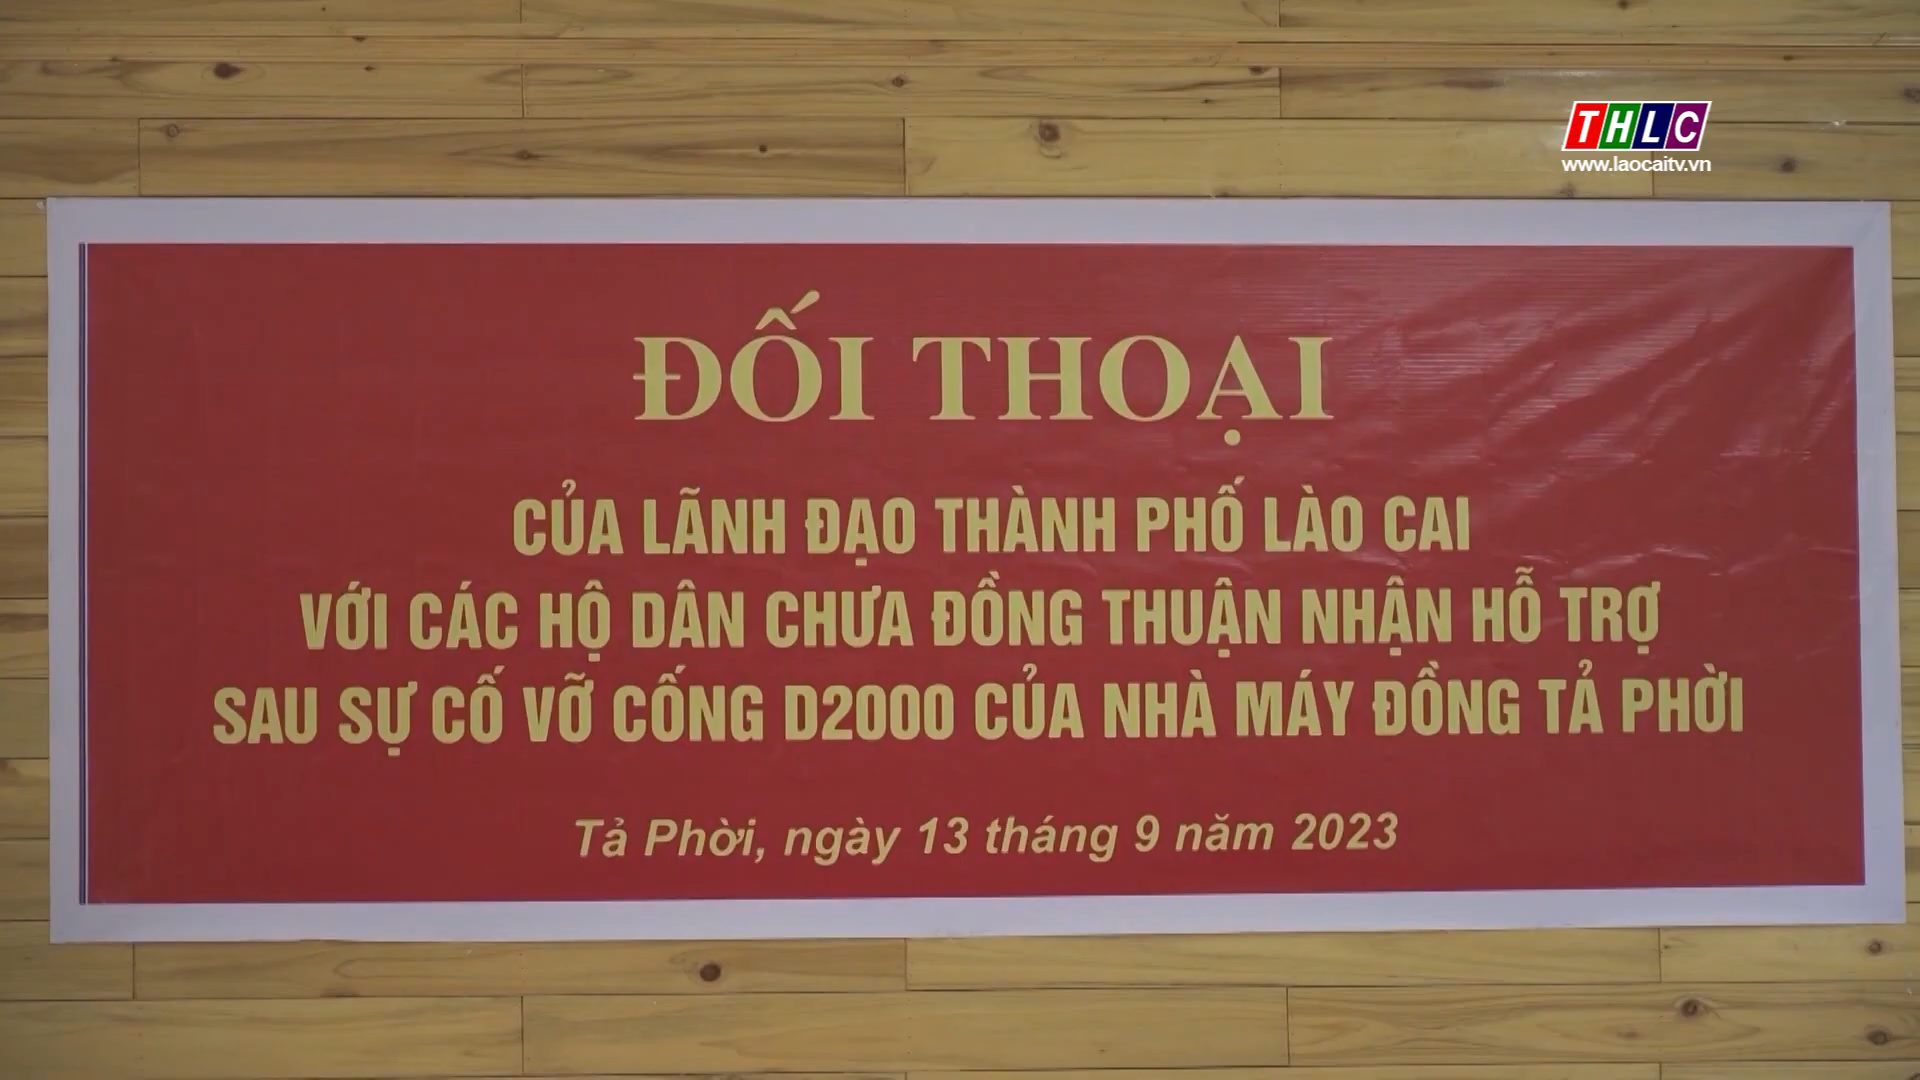 THLC
www.laocaitv.vn
ĐỐI THOẠI
CỦA LÃNH ĐẠO THÀNH PHỐ LÀO CAI
VỚI CÁC HỘ DÂN CHƯA ĐỒNG THUẬN NHẬN HỖ TRỢ
SAU SỰ CỐ VỠ CỐNG D2000 CỦA NHÀ MÁY ĐỒNG TẢ PHỜI
Tả Phời, ngày 13 tháng 9 năm 2023